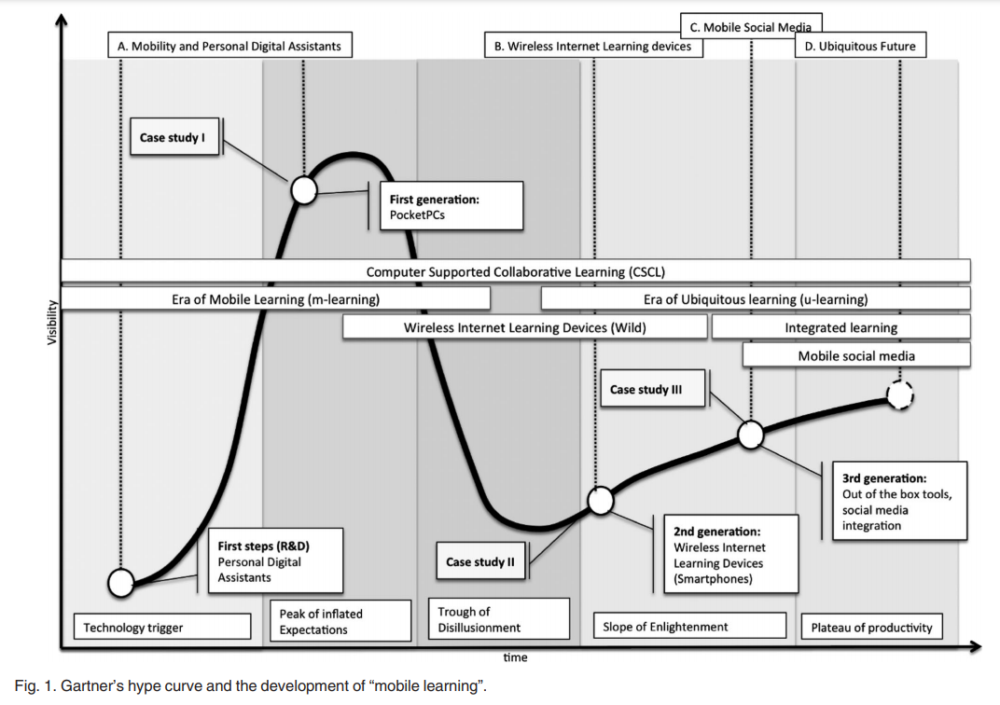 C. Mobile Social Media
A. Mobility and Personal Digital Assistants
B. Wireless Internet Learning devices
D. Ubiquitous Future
Case study I
First generation:
PocketPCs
Computer Supported Collaborative Learning (CSCL)
Era of Mobile Learning (m-learning)
Era of Ubiquitous learning (u-learning)
Wireless Internet Learning Devices (Wild)
Integrated learning
Mobile social media
Visibility
Case study III
3rd generation:
Out of the box tools,
social media
integration
First steps (R&D)
Personal Digital
Assistants
Case study II
2nd generation:
Wireless Internet
Learning Devices
(Smartphones)
Technology trigger
Peak of inflated
Expectations
Trough of
Disillusionment
Slope of Enlightenment
Plateau of productivity
time
Fig. 1. Gartner's hype curve and the development of “mobile learning”.